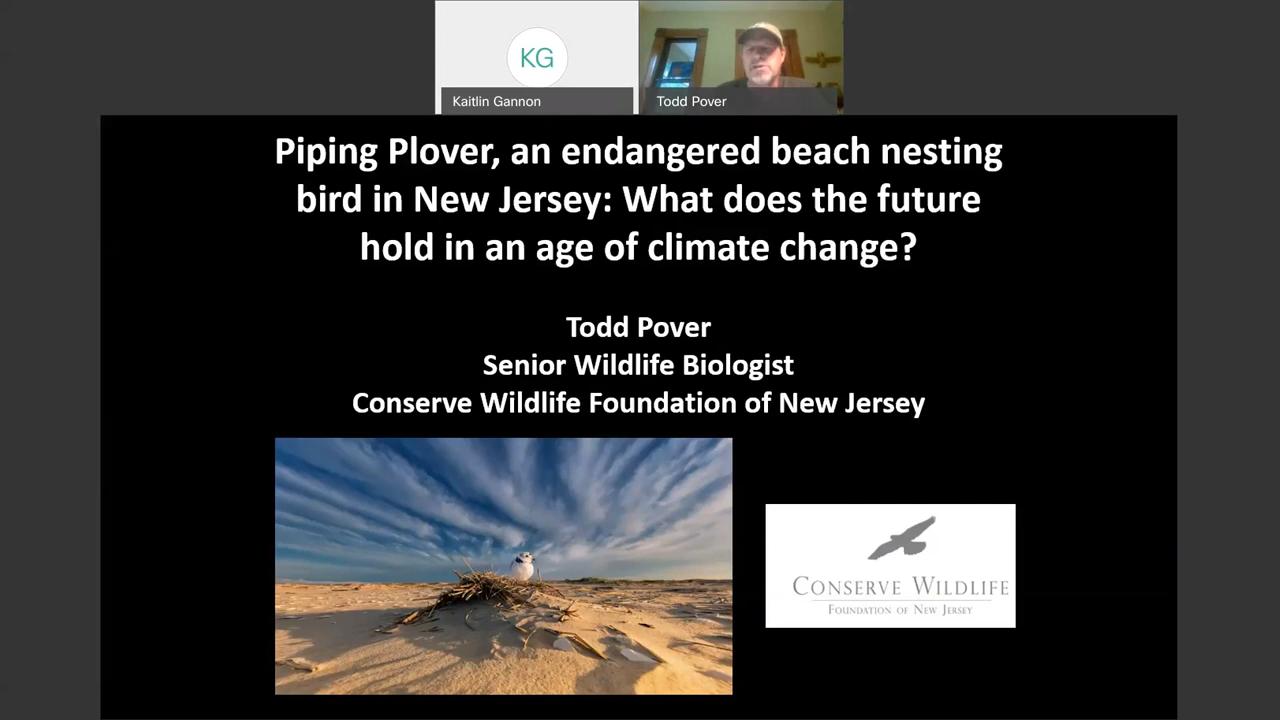 KG
Kaitlin Gannon
Todd Pover
Piping Plover, an endangered beach nesting
bird in New Jersey: What does the future
hold in an age of climate change?
Todd Pover
Senior Wildlife Biologist
Conserve Wildlife Foundation of New Jersey
CONSERVE WILDLIFE
FOUNDATION OF NEW JERSEY